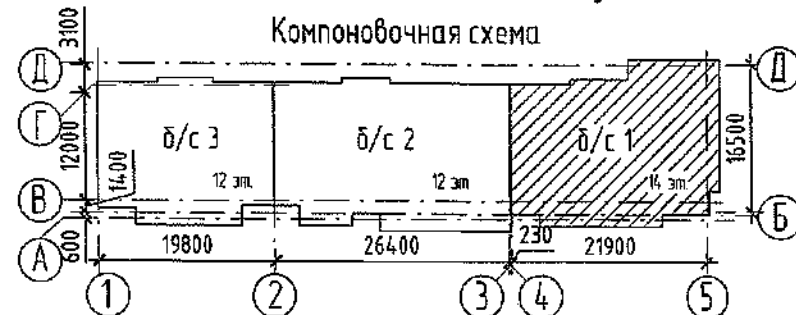 Компоновочная схема
3100
Д
Д
Г
12000
1400
б/с 3
б/с 2
б/с 1
16500
12 эт.
12 эт
14 эт.
В
Б
А
600
19800
26400
230
21900
1
2
3
4
5